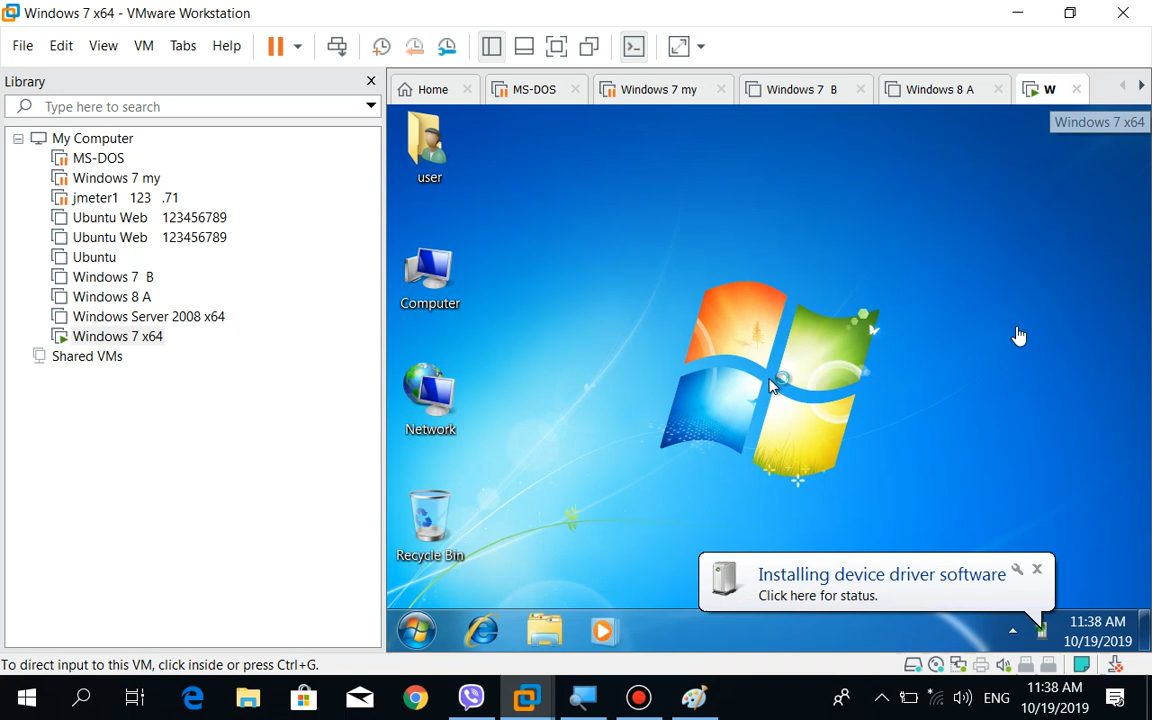 Windows 7 x64 - VMware Workstation
File Edit View VM Tabs Help
Library
Type here to search
My Computer
MS-DOS
Windows 7 my
jmeter1 123 .71
Ubuntu Web 123456789
Ubuntu Web 123456789
Ubuntu
Windows 7 B
Windows 8 A
Windows Server 2008 x64
Windows 7 x64
Shared VMs
Home MS-DOS Windows 7 my Windows 7 B Windows 8 A W
Windows 7 x64
user
Computer
Network
Recycle Bin
Installing device driver software
Click here for status.
11:38 AM
10/19/2019
To direct input to this VM, click inside or press Ctrl+G.
ENG
11:38 AM
10/19/2019